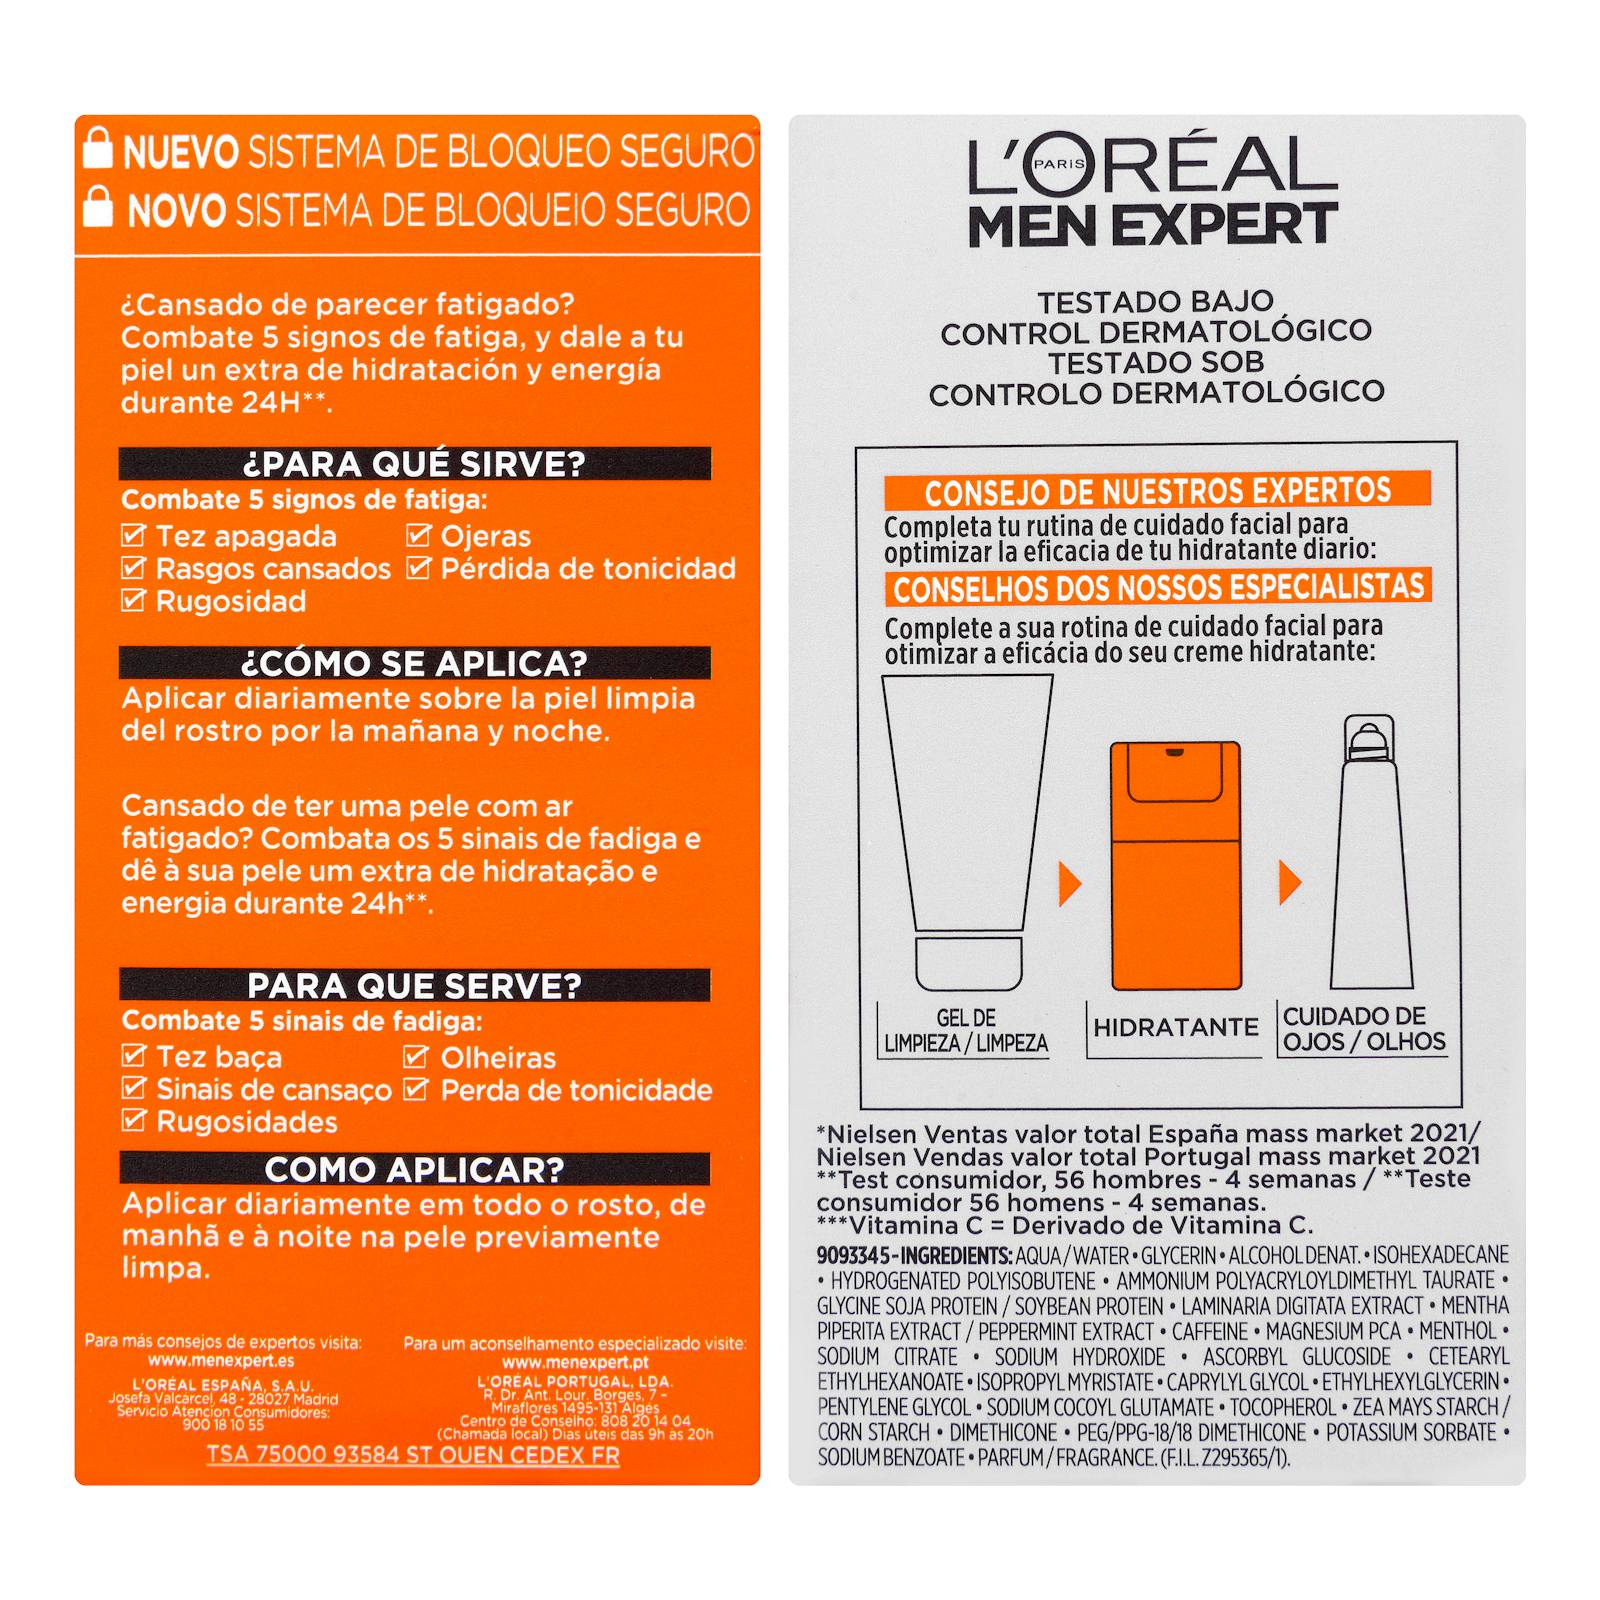 NUEVO SISTEMA DE BLOQUEO SEGURO
NOVO SISTEMA DE BLOQUEIO SEGURO
¿Cansado de parecer fatigado?
Combate 5 signos de fatiga, y dale a tu
piel un extra de hidratación y energía
durante 24H**.
¿PARA QUÉ SIRVE?
Combate 5 signos de fatiga:
Tez apagada Ojeras
Rasgos cansados Pérdida de tonicidad
Rugosidad
¿CÓMO SE APLICA?
Aplicar diariamente sobre la piel limpia
del rostro por la mañana y noche.
Cansado de ter uma pele com ar
fatigado? Combata os 5 sinais de fadiga e
dê à sua pele um extra de hidratação e
energia durante 24h**.
PARA QUE SERVE?
Combate 5 sinais de fadiga:
Tez baça Olheiras
Sinais de cansaço Perda de tonicidade
Rugosidades
COMO APLICAR?
Aplicar diariamente em todo o rosto, de
manhã e à noite na pele previamente
limpa.
Para más consejos de expertos visita:
www.menexpert.es
L'ORÉAL ESPAÑA, S.A.U.
Josefa Valcarcel, 48 - 28027 Madrid
Servicio Atencion Consumidores:
900 18 10 55
Para um aconselhamento especializado visite:
www.menexpert.pt
L'ORÉAL PORTUGAL, LDA.
R. Dr. Ant. Lour. Borges, 7 -
Miraflores 1495-131 Algés
Centro de Conselho: 808 20 14 04
(Chamada local) Dias úteis das 9h às 20h
TSA 75000 93584 ST OUEN CEDEX FR
L'ORÉAL
PARIS
MEN EXPERT
TESTADO BAJO
CONTROL DERMATOLÓGICO
TESTADO SOB
CONTROLO DERMATOLÓGICO
CONSEJO DE NUESTROS EXPERTOS
Completa tu rutina de cuidado facial para
optimizar la eficacia de tu hidratante diario:
CONSELHOS DOS NOSSOS ESPECIALISTAS
Complete a sua rotina de cuidado facial para
otimizar a eficácia do seu creme hidratante:
GEL DE
LIMPIEZA / LIMPEZA
HIDRATANTE
CUIDADO DE
OJOS / OLHOS
*Nielsen Ventas valor total España mass market 2021/
Nielsen Vendas valor total Portugal mass market 2021
**Test consumidor, 56 hombres - 4 semanas / **Teste
consumidor 56 homens - 4 semanas.
***Vitamina C = Derivado de Vitamina C.
9093345 - INGREDIENTS: AQUA / WATER • GLYCERIN • ALCOHOL DENAT. • ISOHEXADECANE
• HYDROGENATED POLYISOBUTENE • AMMONIUM POLYACRYLOYLDIMETHYL TAURATE •
GLYCINE SOJA PROTEIN / SOYBEAN PROTEIN • LAMINARIA DIGITATA EXTRACT • MENTHA
PIPERITA EXTRACT / PEPPERMINT EXTRACT • CAFFEINE • MAGNESIUM PCA • MENTHOL •
SODIUM CITRATE • SODIUM HYDROXIDE • ASCORBYL GLUCOSIDE • CETEARYL
ETHYLHEXANOATE • ISOPROPYL MYRISTATE • CAPRYLYL GLYCOL • ETHYLHEXYLGLYCERIN •
PENTYLENE GLYCOL • SODIUM COCOYL GLUTAMATE • TOCOPHEROL • ZEA MAYS STARCH /
CORN STARCH • DIMETHICONE • PEG/PPG-18/18 DIMETHICONE • POTASSIUM SORBATE •
SODIUM BENZOATE • PARFUM / FRAGRANCE. (F.I.L. Z295365/1).